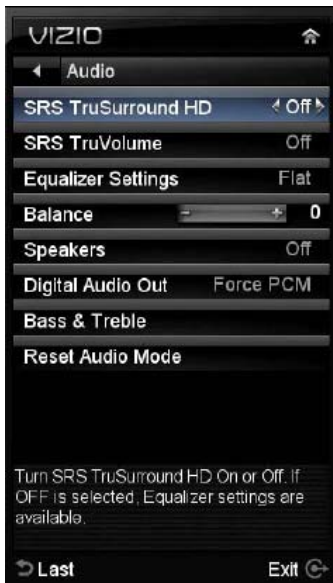 VIZIO
Audio
SRS TruSurround HD Off
SRS TruVolume Off
Equalizer Settings Flat
Balance - + 0
Speakers Off
Digital Audio Out Force PCM
Bass & Treble
Reset Audio Mode
Turn SRS TruSurround HD On or Off. If
OFF is selected, Equalizer settings are
available.
Last Exit